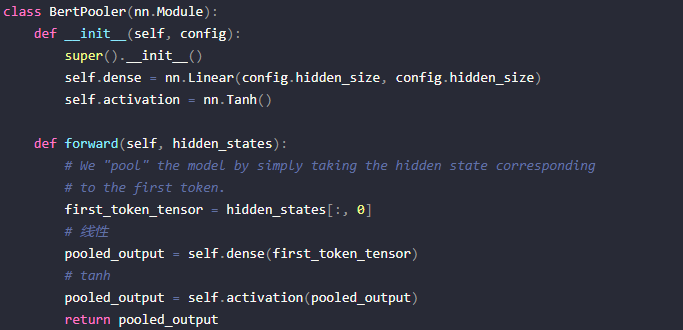 class BertPooler(nn.Module):
    def __init__(self, config):
        super().__init__()
        self.dense = nn.Linear(config.hidden_size, config.hidden_size)
        self.activation = nn.Tanh()

    def forward(self, hidden_states):
        # We "pool" the model by simply taking the hidden state corresponding
        # to the first token.
        first_token_tensor = hidden_states[:, 0]
        # 线性
        pooled_output = self.dense(first_token_tensor)
        # tanh
        pooled_output = self.activation(pooled_output)
        return pooled_output